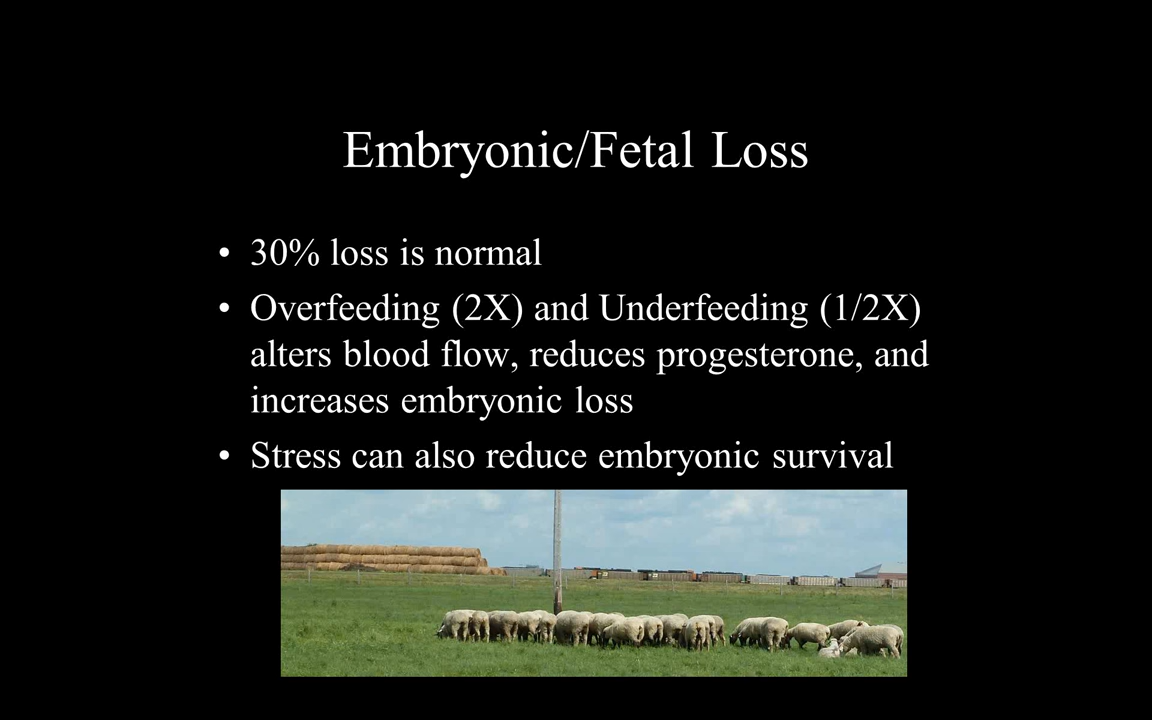 Embryonic/Fetal Loss
• 30% loss is normal
• Overfeeding (2X) and Underfeeding (1/2X)
alters blood flow, reduces progesterone, and
increases embryonic loss
• Stress can also reduce embryonic survival